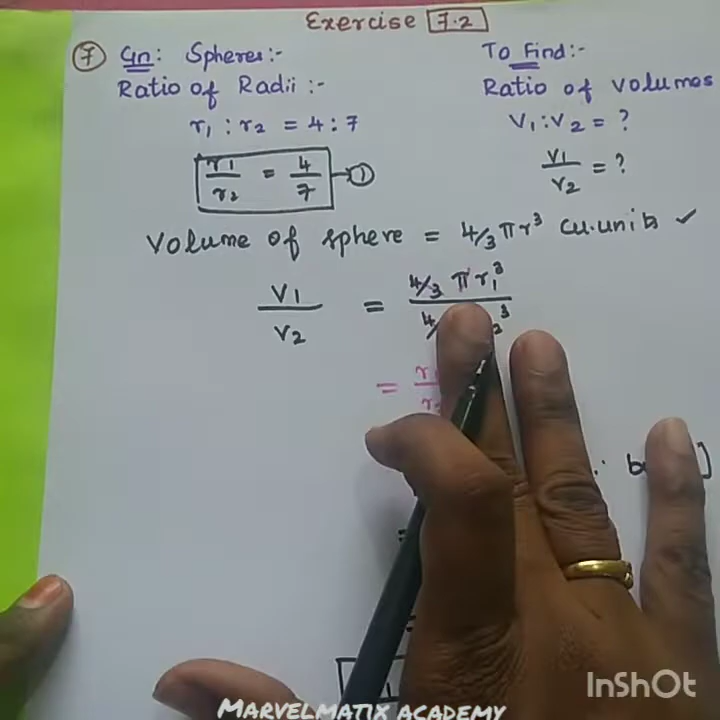 Exercise 7.2
⑦ Gn: Spheres:-
Ratio of Radii :-
r₁ : r₂ = 4 : 7
r₁/r₂ = 4/7 → ①
To Find:-
Ratio of volumes
V₁ : V₂ = ?
V₁/V₂ = ?
Volume of sphere = 4/3 πr³ cu.units ✓
V₁/V₂ = 4/3 πr₁³
=
InShOt
MARVELMATIX ACADEMY